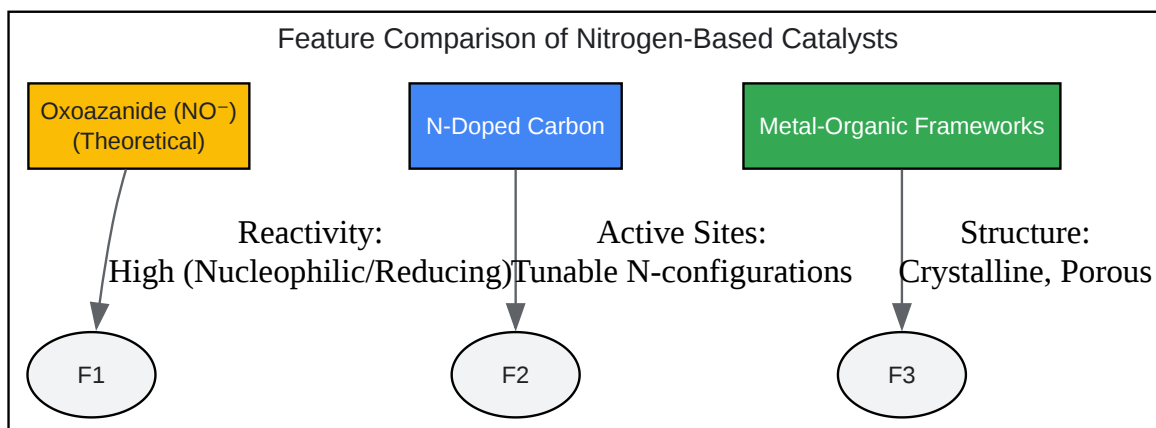 Feature Comparison of Nitrogen-Based Catalysts
Oxoazanide (NO⁻)
(Theoretical)
N-Doped Carbon
Metal-Organic Frameworks
Reactivity:
High (Nucleophilic/Reducing)
Active Sites:
Tunable N-configurations
Structure:
Crystalline, Porous
F1
F2
F3